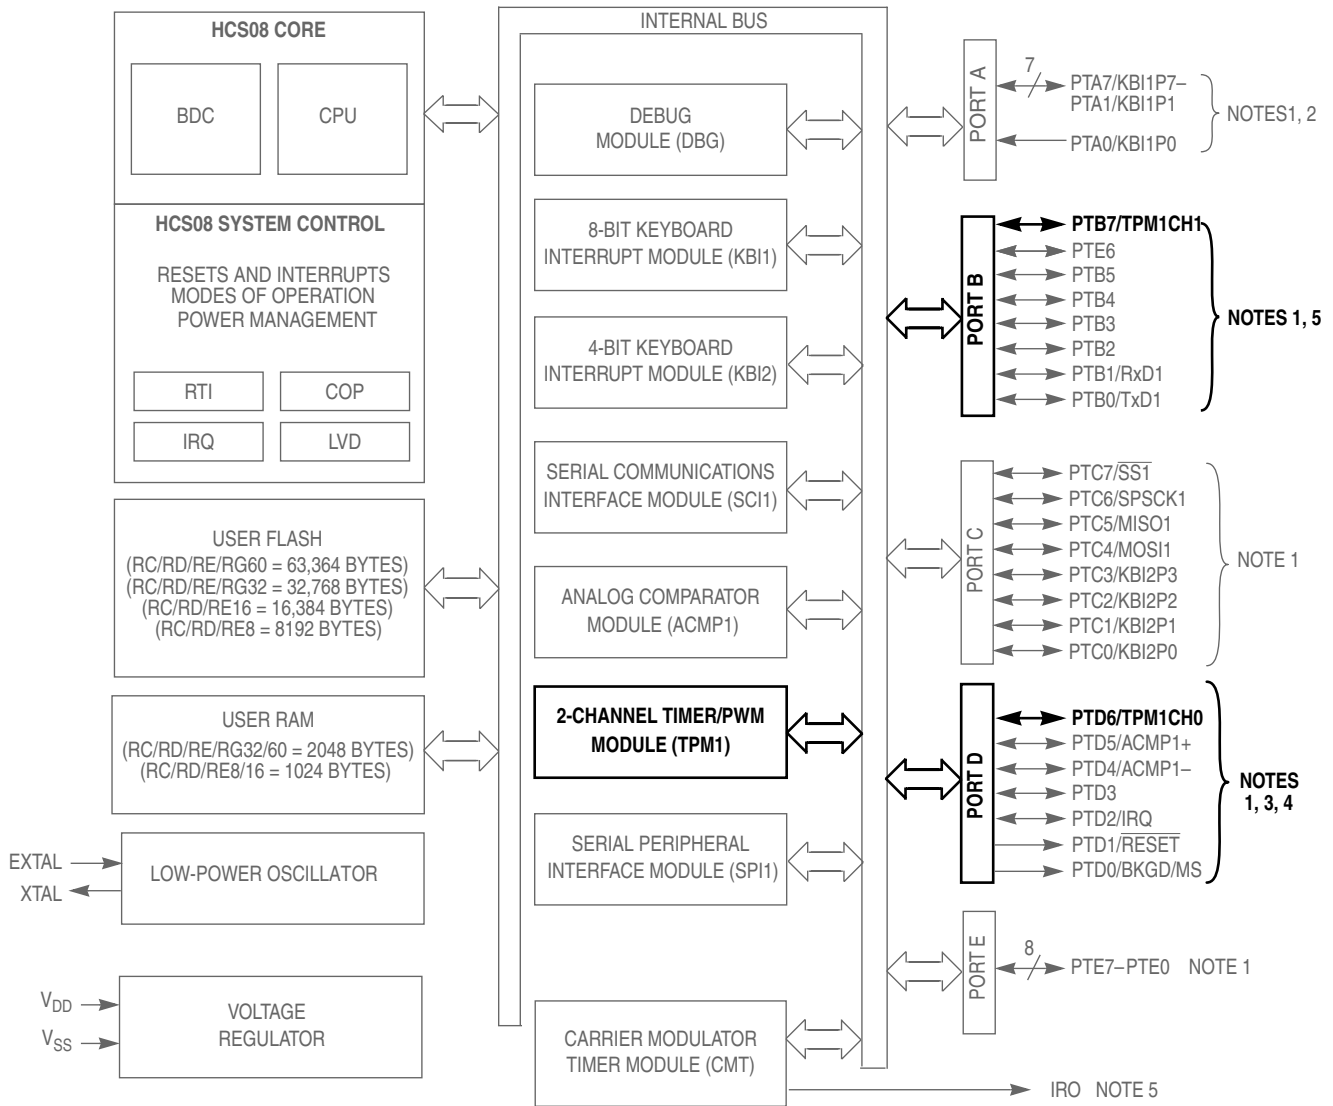 INTERNAL BUS
HCS08 CORE
BDC
CPU
HCS08 SYSTEM CONTROL
RESETS AND INTERRUPTS
MODES OF OPERATION
POWER MANAGEMENT
RTI
COP
IRQ
LVD
USER FLASH
(RC/RD/RE/RG60 = 63,364 BYTES)
(RC/RD/RE/RG32 = 32,768 BYTES)
(RC/RD/RE16 = 16,384 BYTES)
(RC/RD/RE8 = 8192 BYTES)
USER RAM
(RC/RD/RE/RG32/60 = 2048 BYTES)
(RC/RD/RE8/16 = 1024 BYTES)
EXTAL
XTAL
LOW-POWER OSCILLATOR
VDD
VSS
VOLTAGE
REGULATOR
DEBUG
MODULE (DBG)
8-BIT KEYBOARD
INTERRUPT MODULE (KBI1)
4-BIT KEYBOARD
INTERRUPT MODULE (KBI2)
SERIAL COMMUNICATIONS
INTERFACE MODULE (SCI1)
ANALOG COMPARATOR
MODULE (ACMP1)
2-CHANNEL TIMER/PWM
MODULE (TPM1)
SERIAL PERIPHERAL
INTERFACE MODULE (SPI1)
CARRIER MODULATOR
TIMER MODULE (CMT)
PORT A
7
PTA7/KBI1P7–
PTA1/KBI1P1
PTA0/KBI1P0
NOTES1, 2
PORT B
PTB7/TPM1CH1
PTE6
PTB5
PTB4
PTB3
PTB2
PTB1/RxD1
PTB0/TxD1
NOTES 1, 5
PORT C
PTC7/SS1
PTC6/SPSCK1
PTC5/MISO1
PTC4/MOSI1
PTC3/KBI2P3
PTC2/KBI2P2
PTC1/KBI2P1
PTC0/KBI2P0
NOTE 1
PORT D
PTD6/TPM1CH0
PTD5/ACMP1+
PTD4/ACMP1–
PTD3
PTD2/IRQ
PTD1/RESET
PTD0/BKGD/MS
NOTES
1, 3, 4
PORT E
8
PTE7–PTE0 NOTE 1
IRO NOTE 5